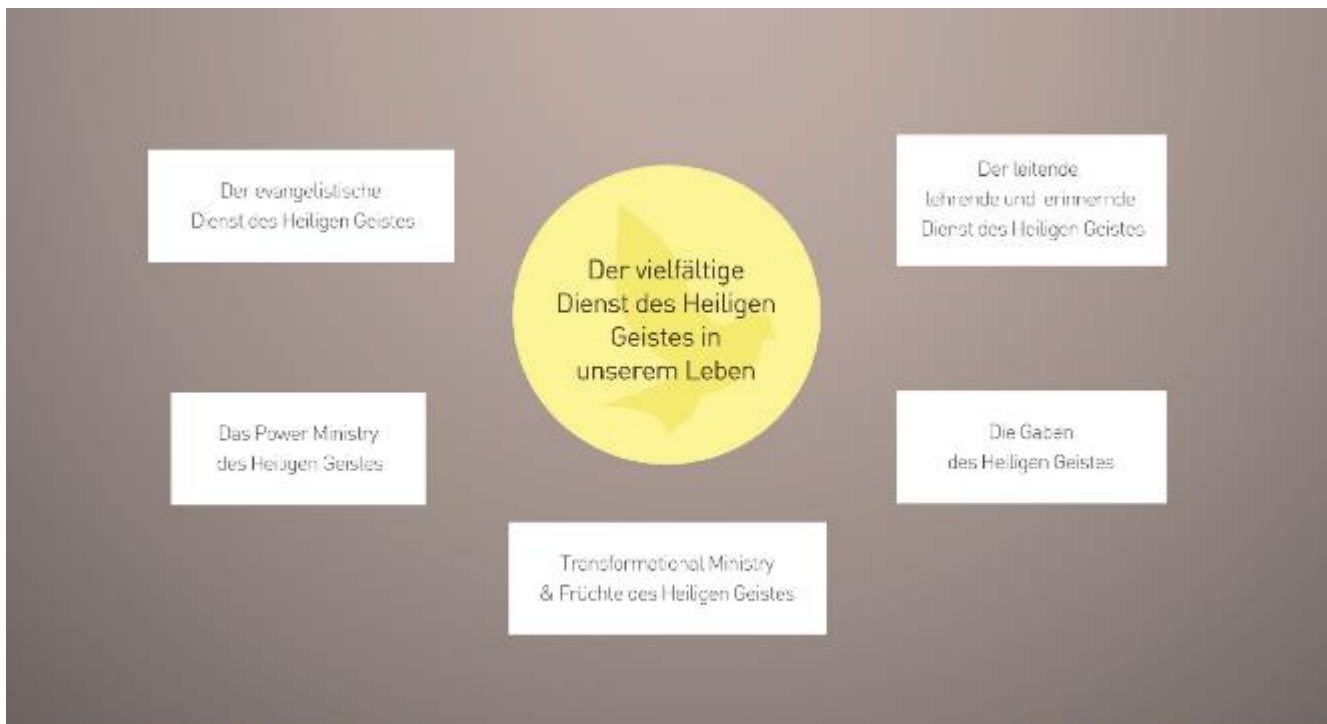 Der evangelistische
Dienst des Heiligen Geistes
Der vielfältige
Dienst des Heiligen
Geistes in
unserem Leben
Der leitende
lehrende und erinnernde
Dienst des Heiligen Geistes
Das Power Ministry
des Heiligen Geistes
Die Gaben
des Heiligen Geistes
Transformational Ministry
& Früchte des Heiligen Geistes